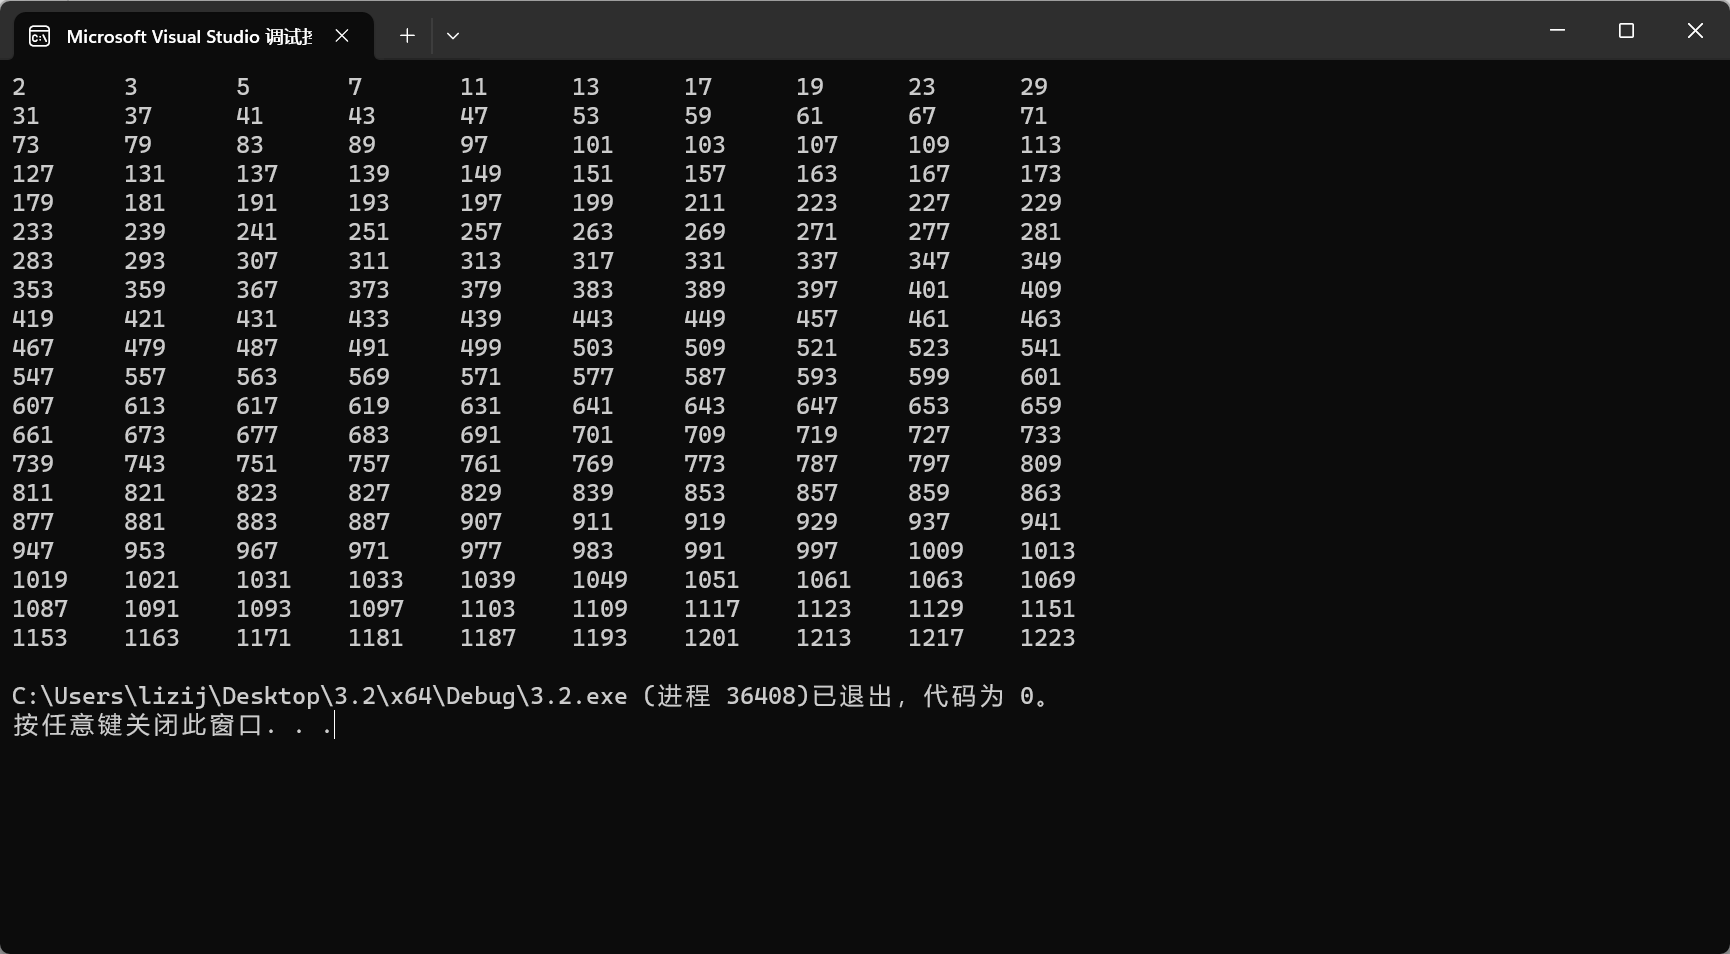 Microsoft Visual Studio 调试控
2 3 5 7 11 13 17 19 23 29
31 37 41 43 47 53 59 61 67 71
73 79 83 89 97 101 103 107 109 113
127 131 137 139 149 151 157 163 167 173
179 181 191 193 197 199 211 223 227 229
233 239 241 251 257 263 269 271 277 281
283 293 307 311 313 317 331 337 347 349
353 359 367 373 379 383 389 397 401 409
419 421 431 433 439 443 449 457 461 463
467 479 487 491 499 503 509 521 523 541
547 557 563 569 571 577 587 593 599 601
607 613 617 619 631 641 643 647 653 659
661 673 677 683 691 701 709 719 727 733
739 743 751 757 761 769 773 787 797 809
811 821 823 827 829 839 853 857 859 863
877 881 883 887 907 911 919 929 937 941
947 953 967 971 977 983 991 997 1009 1013
1019 1021 1031 1033 1039 1049 1051 1061 1063 1069
1087 1091 1093 1097 1103 1109 1117 1123 1129 1151
1153 1163 1171 1181 1187 1193 1201 1213 1217 1223
C:\Users\lizij\Desktop\3.2\x64\Debug\3.2.exe (进程 36408)已退出，代码为 0。
按任意键关闭此窗口. . .